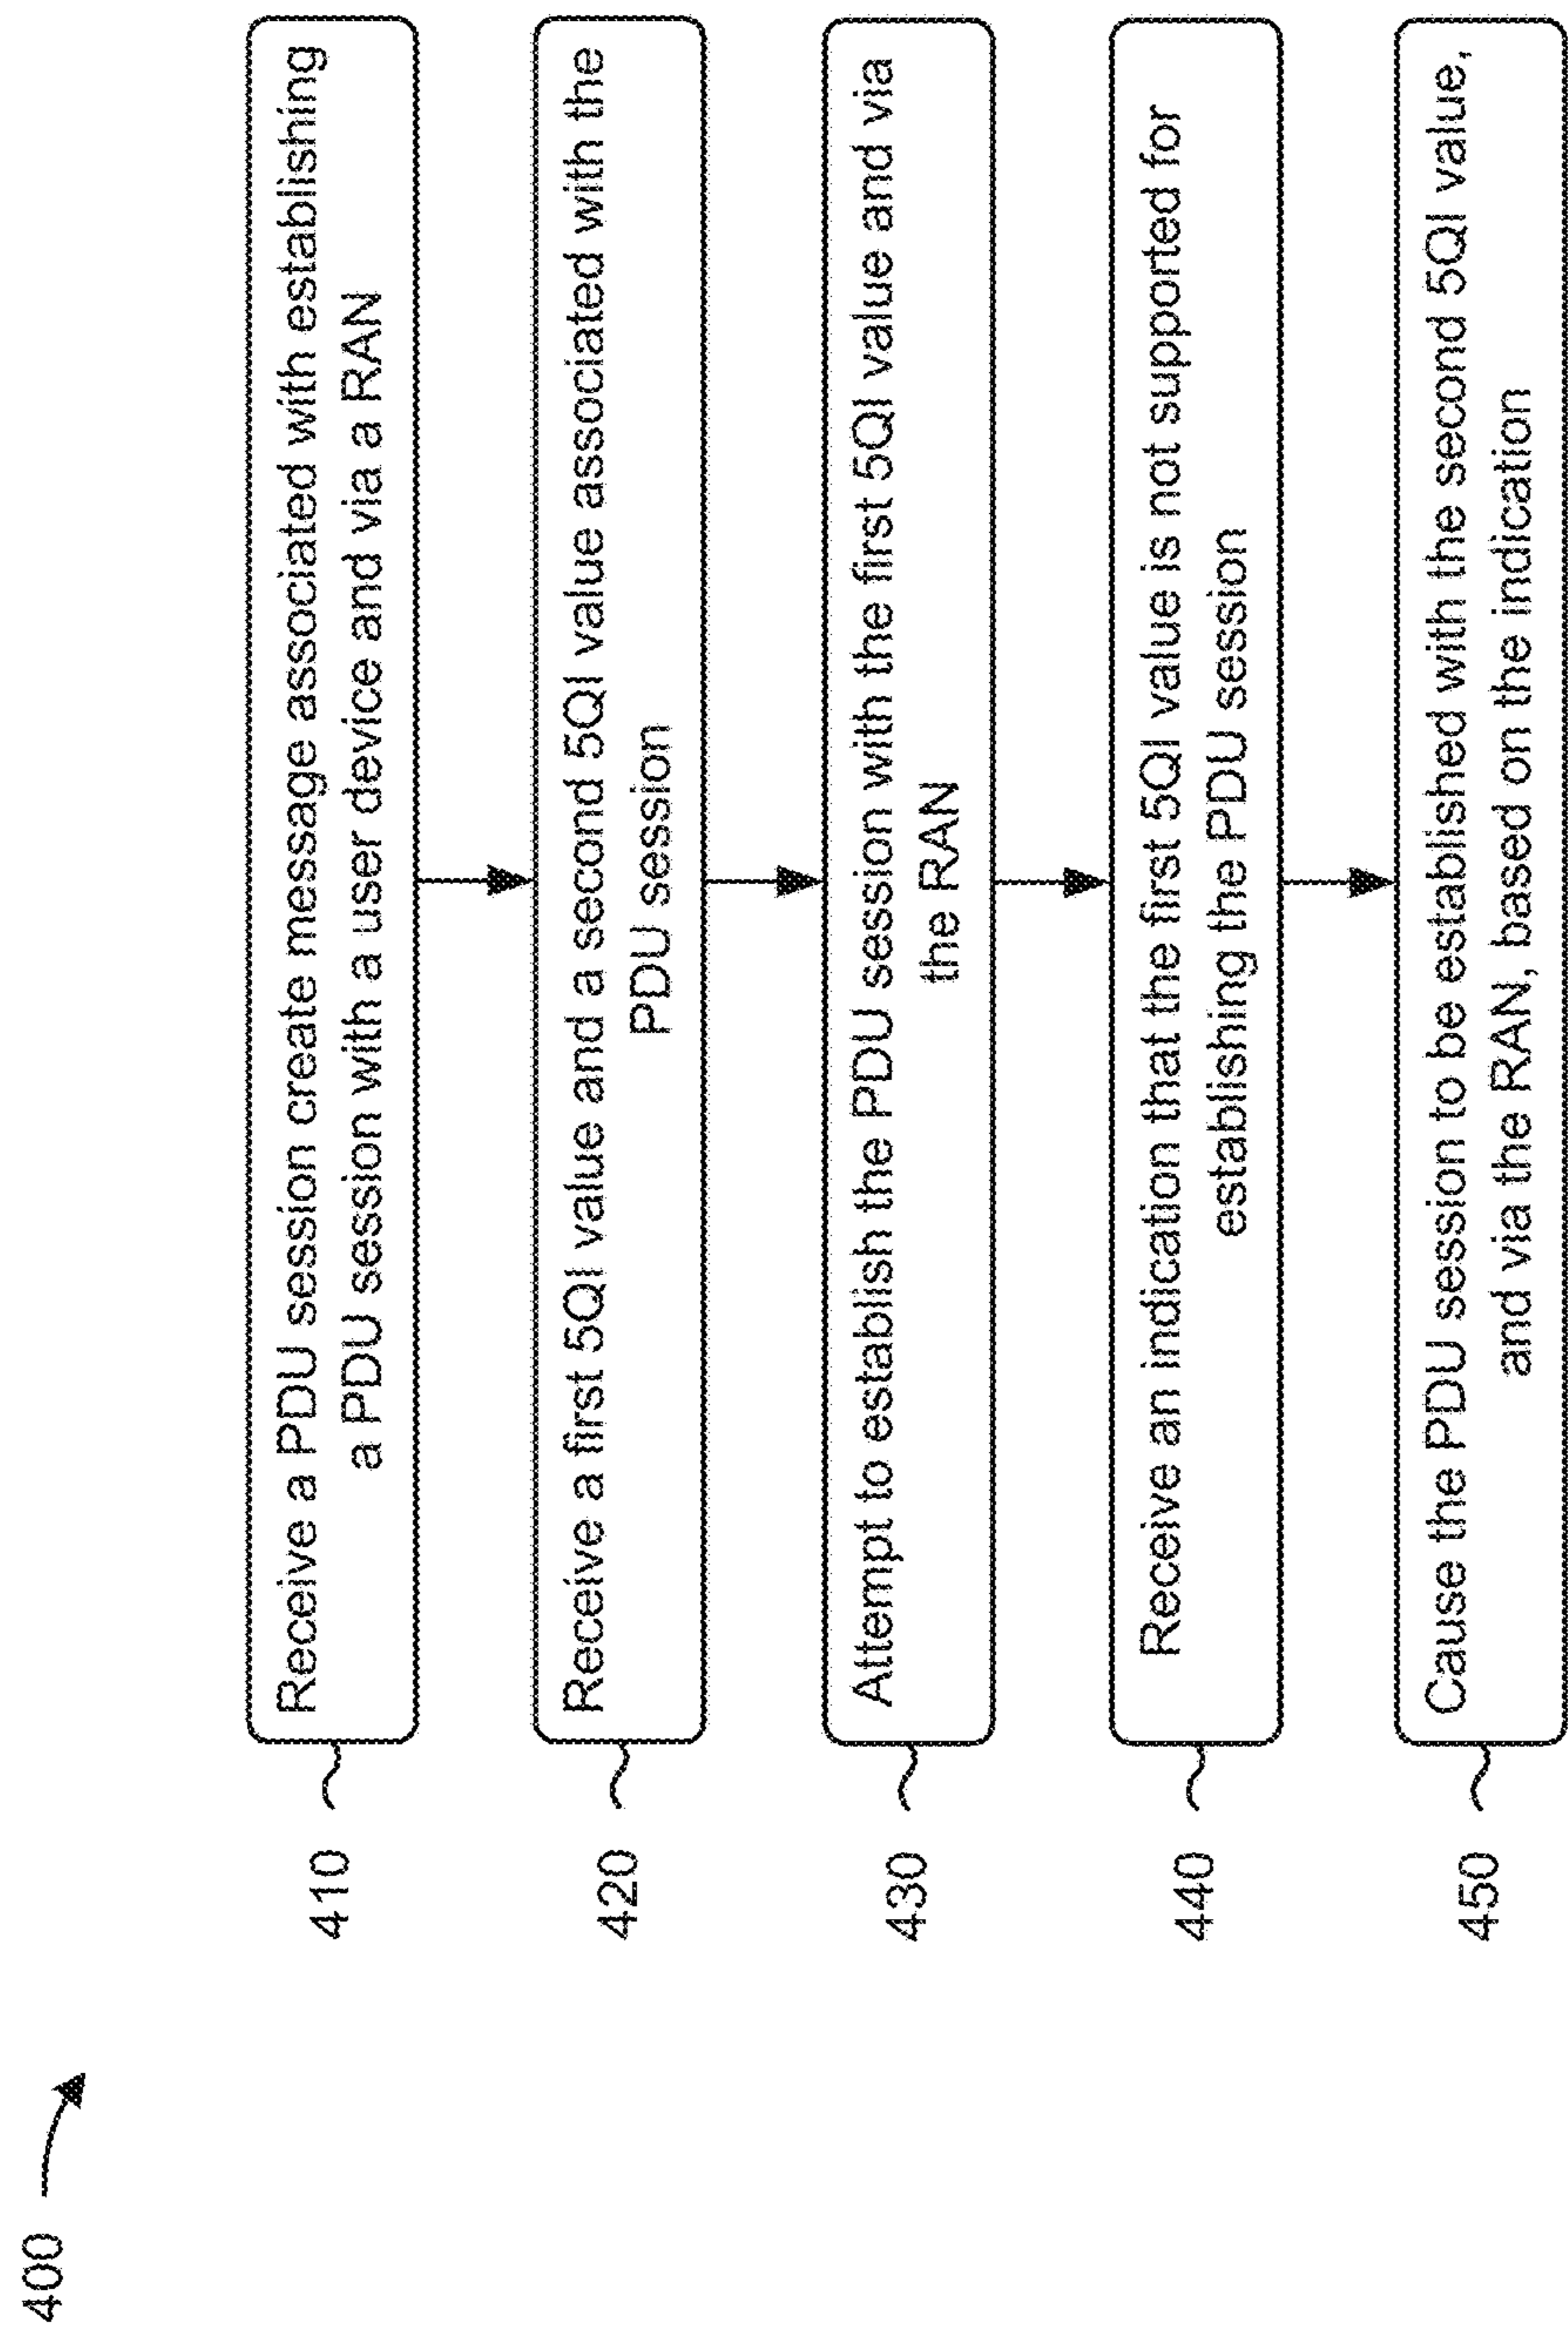 400
410
Receive a PDU session create message associated with establishing
a PDU session with a user device and via a RAN
420
Receive a first 5QI value and a second 5QI value associated with the
PDU session
430
Attempt to establish the PDU session with the first 5QI value and via
the RAN
440
Receive an indication that the first 5QI value is not supported for
establishing the PDU session
450
Cause the PDU session to be established with the second 5QI value,
and via the RAN, based on the indication